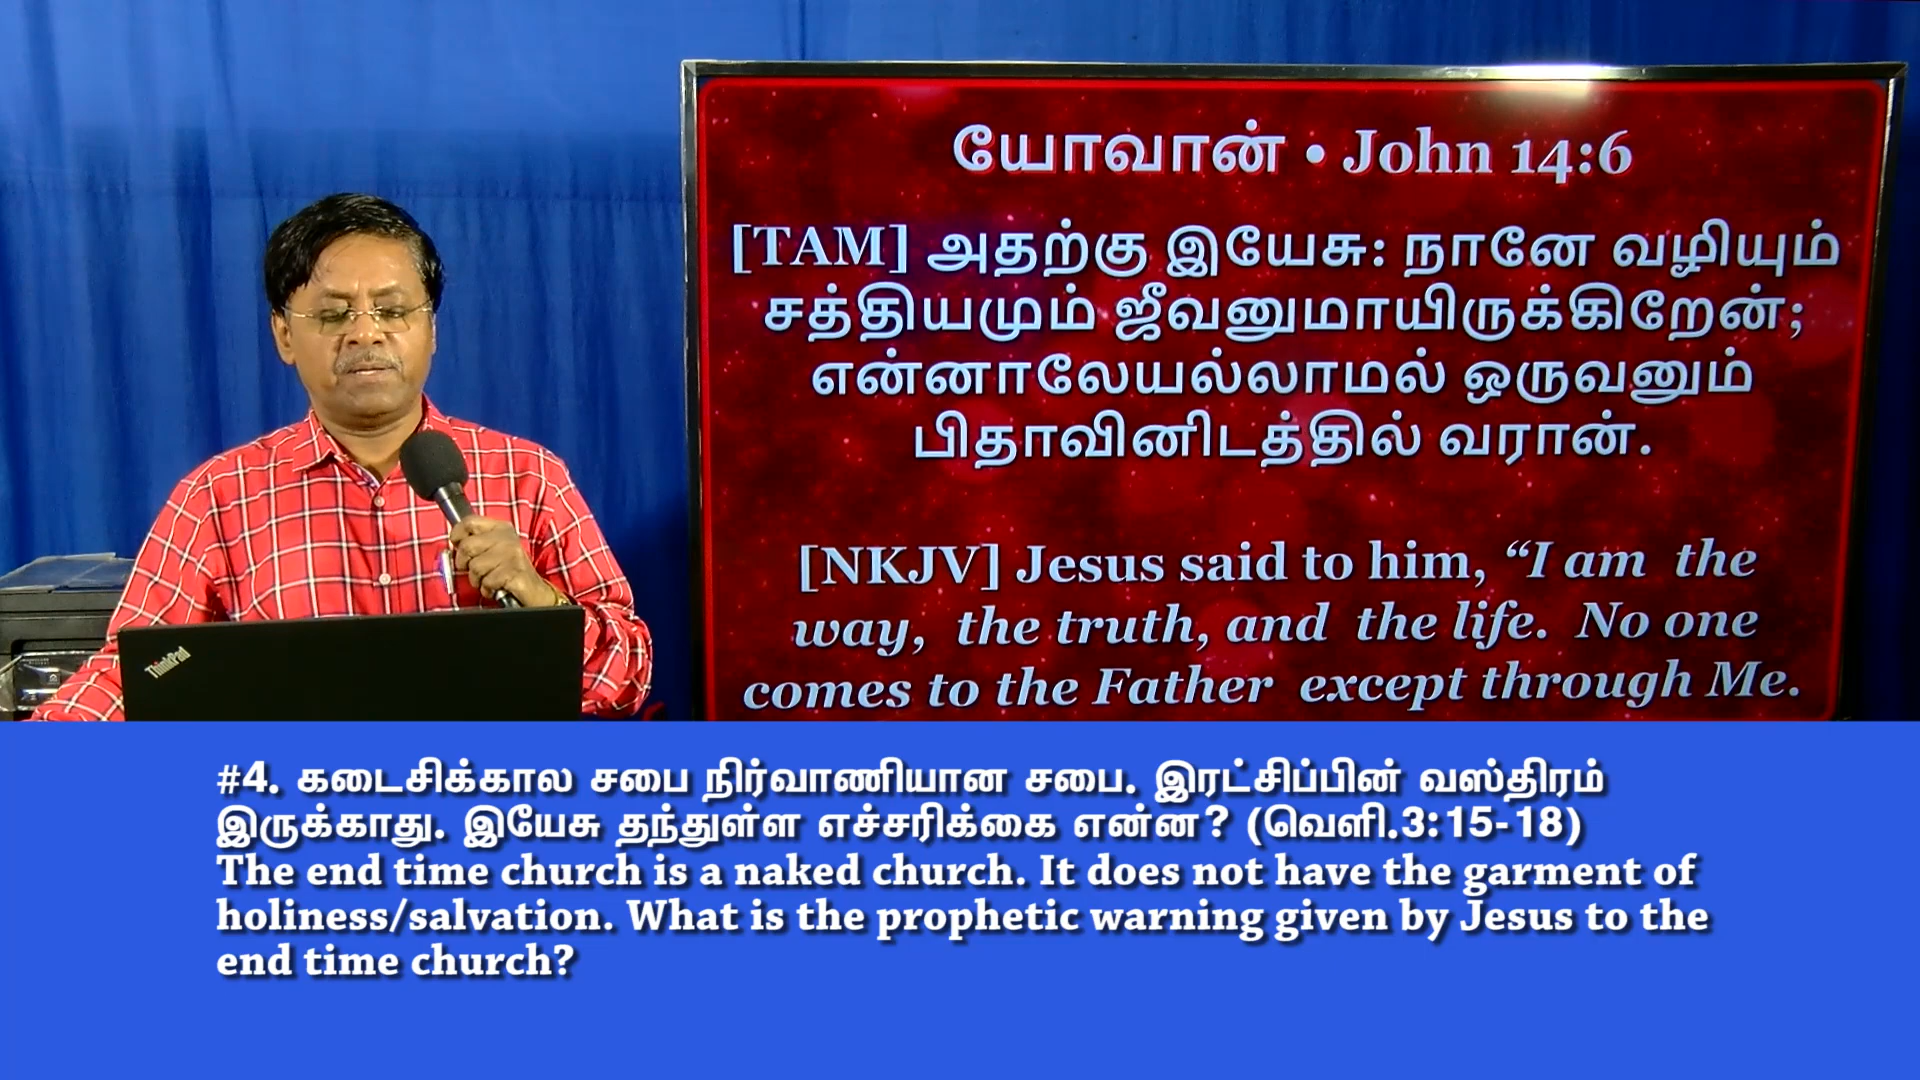 யோவான் • John 14:6
[TAM] அதற்கு இயேசு: நானே வழியும்
சத்தியமும் ஜீவனுமாயிருக்கிறேன்;
என்னாலேயல்லாமல் ஒருவனும்
பிதாவினிடத்தில் வரான்.
[NKJV] Jesus said to him, “I am the
way, the truth, and the life. No one
comes to the Father except through Me.
ThinkPad
#4. கடைசிக்கால சபை நிர்வாணியான சபை. இரட்சிப்பின் வஸ்திரம்
இருக்காது. இயேசு தந்துள்ள எச்சரிக்கை என்ன? (வெளி.3:15-18)
The end time church is a naked church. It does not have the garment of
holiness/salvation. What is the prophetic warning given by Jesus to the
end time church?